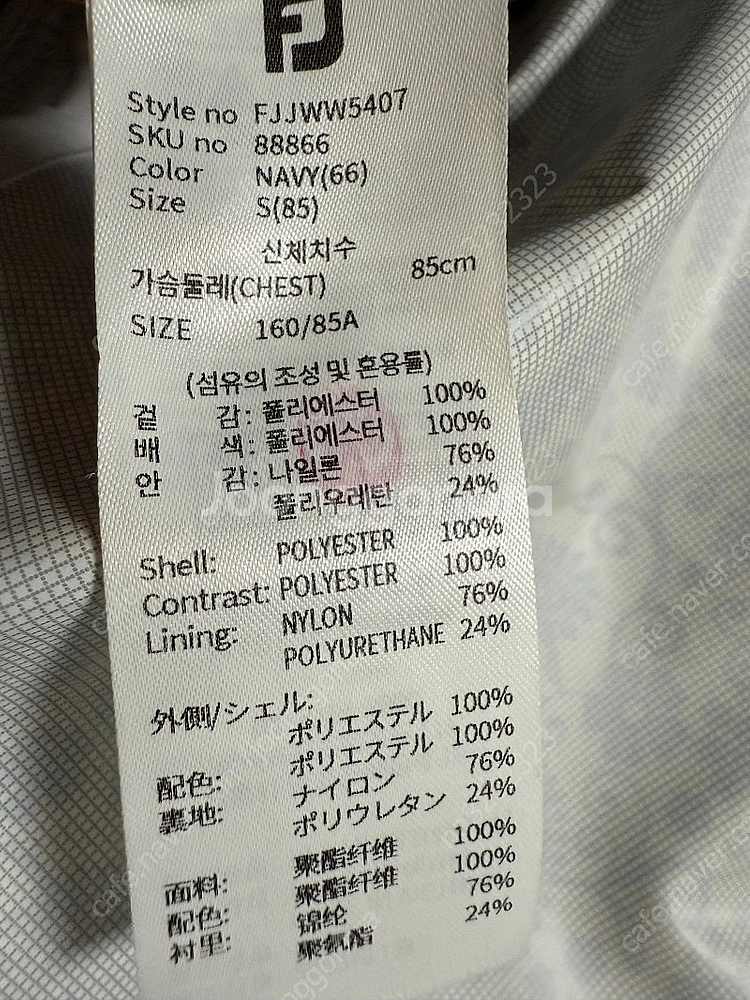 FJ
Style no FJJWW5407
SKU no 88866
Color NAVY(66)
Size S(85)
신체치수
가슴둘레(CHEST) 85cm
SIZE 160/85A
(섬유의 조성 및 혼용률)
겉 감: 폴리에스터 100%
배 색: 폴리에스터 100%
안 감: 나일론 76%
폴리우레탄 24%
Shell: POLYESTER 100%
Contrast: POLYESTER 100%
Lining: NYLON 76%
POLYURETHANE 24%
外側/シェル:
ポリエステル 100%
配色: ポリエステル 100%
裏地: ナイロン 76%
ポリウレタン 24%
面料: 聚酯纤维 100%
配色: 聚酯纤维 100%
衬里: 锦纶 76%
聚氨酯 24%